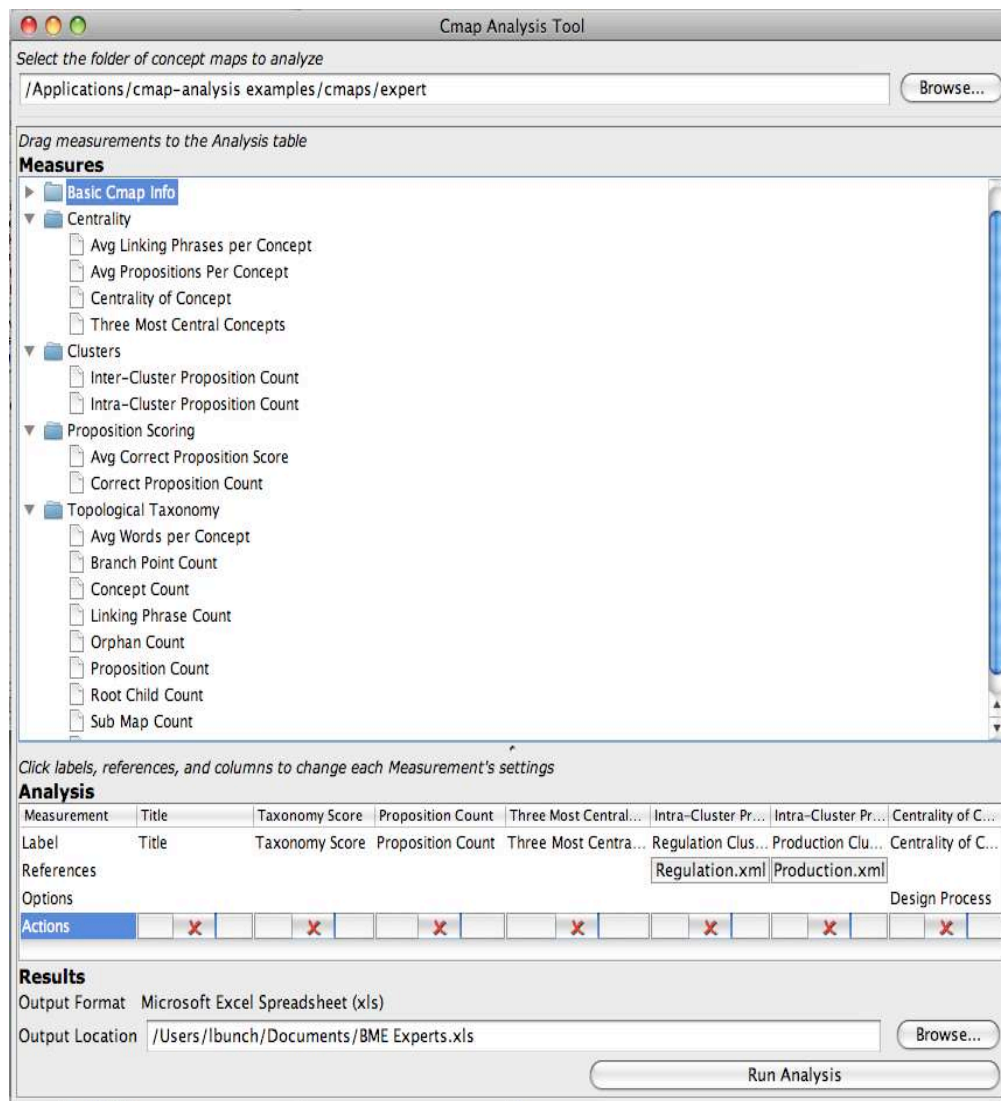 Cmap Analysis Tool
Select the folder of concept maps to analyze
/Applications/cmap-analysis examples/cmaps/expert Browse...
Drag measurements to the Analysis table
Measures
Basic Cmap Info
Centrality
Avg Linking Phrases per Concept
Avg Propositions Per Concept
Centrality of Concept
Three Most Central Concepts
Clusters
Inter-Cluster Proposition Count
Intra-Cluster Proposition Count
Proposition Scoring
Avg Correct Proposition Score
Correct Proposition Count
Topological Taxonomy
Avg Words per Concept
Branch Point Count
Concept Count
Linking Phrase Count
Orphan Count
Proposition Count
Root Child Count
Sub Map Count
Click labels, references, and columns to change each Measurement's settings
Analysis
Measurement Title Taxonomy Score Proposition Count Three Most Central... Intra-Cluster Pr... Intra-Cluster Pr... Centrality of C...
Label Title Taxonomy Score Proposition Count Three Most Centra... Regulation Clus... Production Clu... Centrality of C...
References Regulation.xml Production.xml
Options Design Process
Actions
Results
Output Format Microsoft Excel Spreadsheet (xls)
Output Location /Users/lbunch/Documents/BME Experts.xls Browse...
Run Analysis